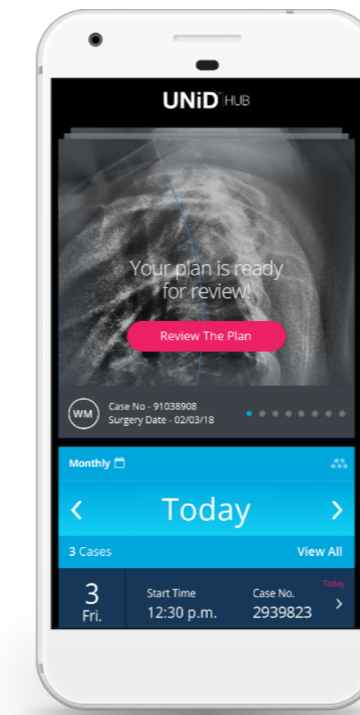 UNiD™ HUB
Your plan is ready
for review!
Review The Plan
WM
Case No - 91038908
Surgery Date - 02/03/18
Monthly
Today
3 Cases
View All
3
Fri.
Start Time
12:30 p.m.
Case No.
2939823
Today